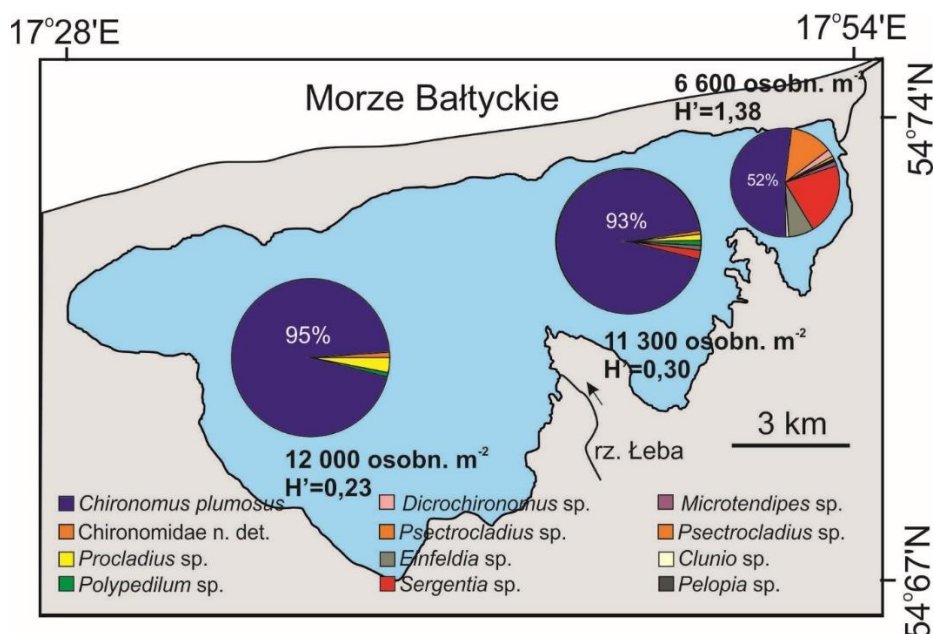 17°28'E
17°54'E
Morze Bałtyckie
6 600 osobn. m⁻²
H'=1,38
54°74'N
52%
93%
95%
11 300 osobn. m⁻²
H'=0,30
3 km
rz. Łeba
12 000 osobn. m⁻²
H'=0,23
Chironomus plumosus
Chironomidae n. det.
Procladius sp.
Polypedilum sp.
Dicrochironomus sp.
Psectrocladius sp.
Einfeldia sp.
Sergentia sp.
Microtendipes sp.
Psectrocladius sp.
Clunio sp.
Pelopia sp.
54°67'N